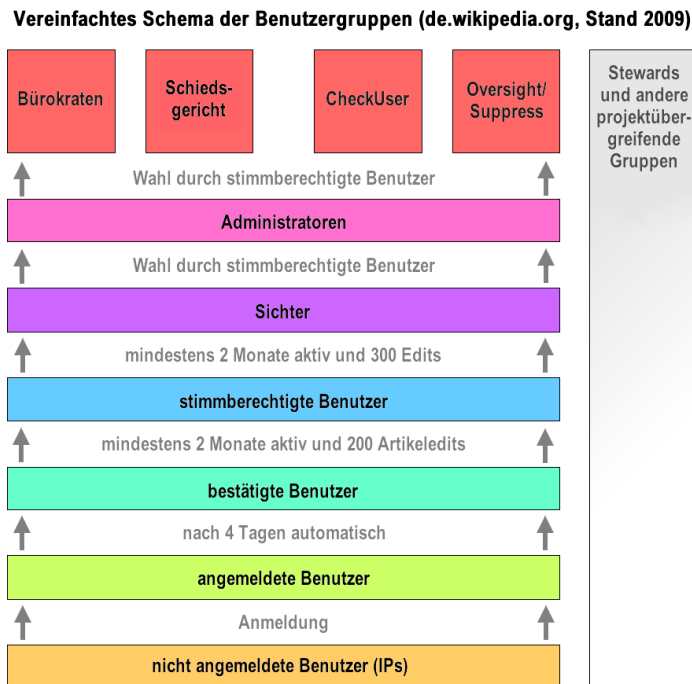 Vereinfachtes Schema der Benutzergruppen (de.wikipedia.org, Stand 2009)
Bürokraten
Schieds-
gericht
CheckUser
Oversight/
Suppress
Stewards
und andere
projektüber-
greifende
Gruppen
Wahl durch stimmberechtigte Benutzer
Administratoren
Wahl durch stimmberechtigte Benutzer
Sichter
mindestens 2 Monate aktiv und 300 Edits
stimmberechtigte Benutzer
mindestens 2 Monate aktiv und 200 Artikeledits
bestätigte Benutzer
nach 4 Tagen automatisch
angemeldete Benutzer
Anmeldung
nicht angemeldete Benutzer (IPs)